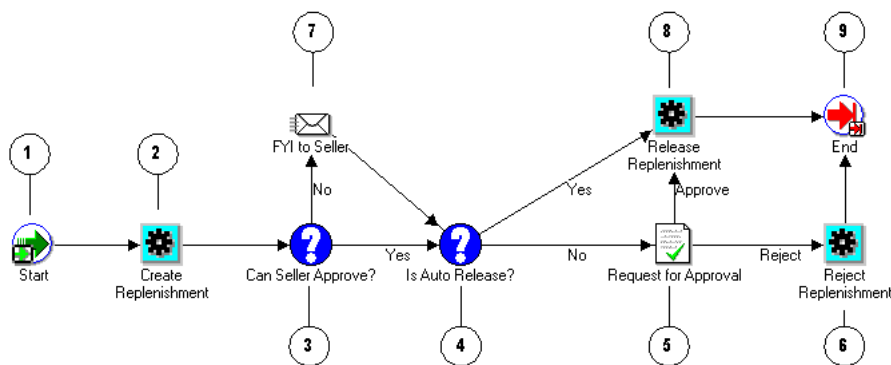 7
8
9
1
2
FYI to Seller
Release
Replenishment
End
No
Yes
Approve
Start
Create
Replenishment
Can Seller Approve?
Yes
Is Auto Release?
No
Request for Approval
Reject
Reject
Replenishment
3
4
5
6